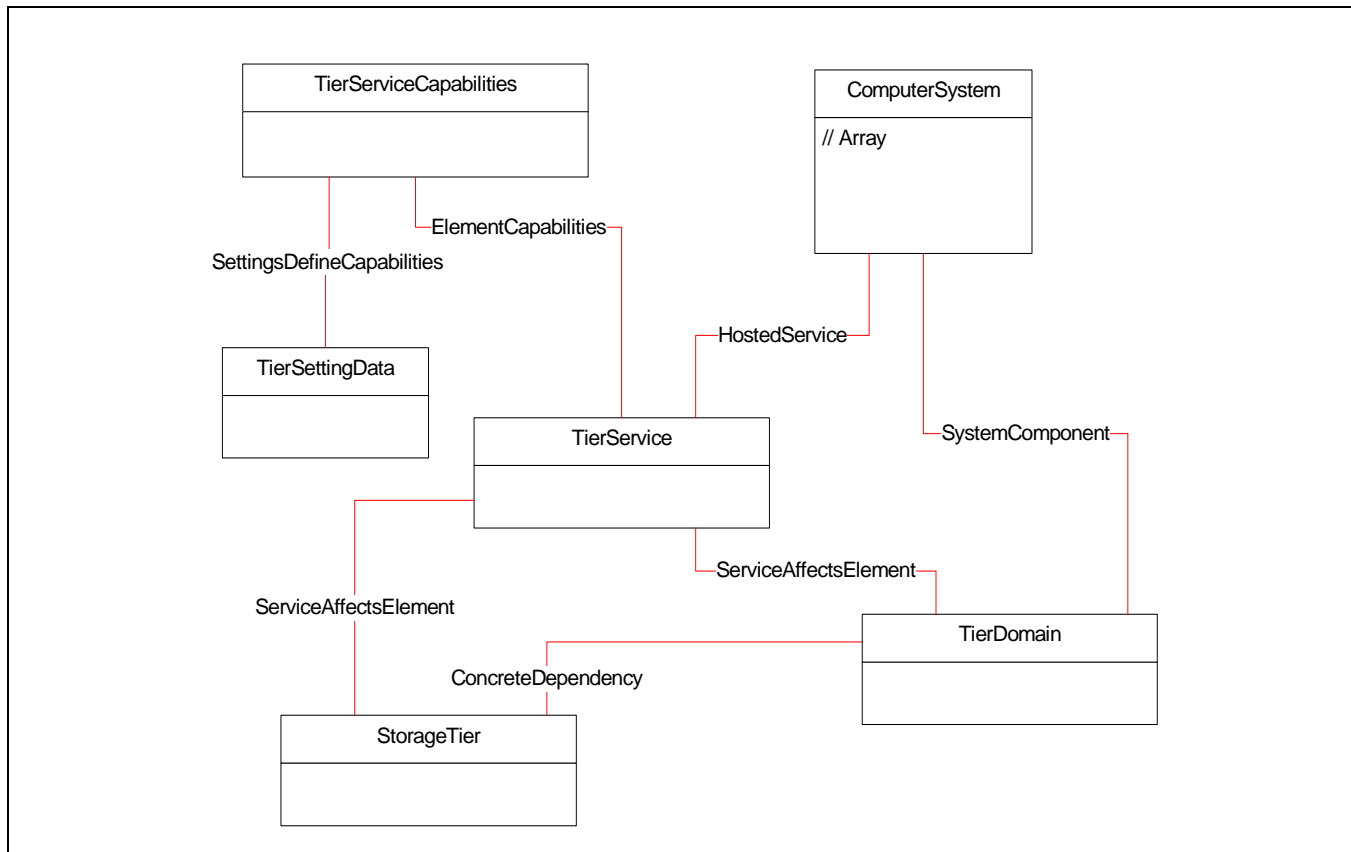 TierServiceCapabilities
ComputerSystem
// Array
ElementCapabilities
SettingsDefineCapabilities
HostedService
TierSettingData
TierService
SystemComponent
ServiceAffectsElement
ServiceAffectsElement
TierDomain
ConcreteDependency
StorageTier